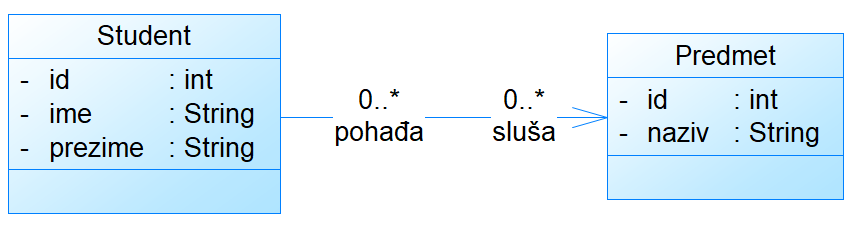 Student
- id : int
- ime : String
- prezime : String
0..*
pohađa
0..*
sluša
Predmet
- id : int
- naziv : String